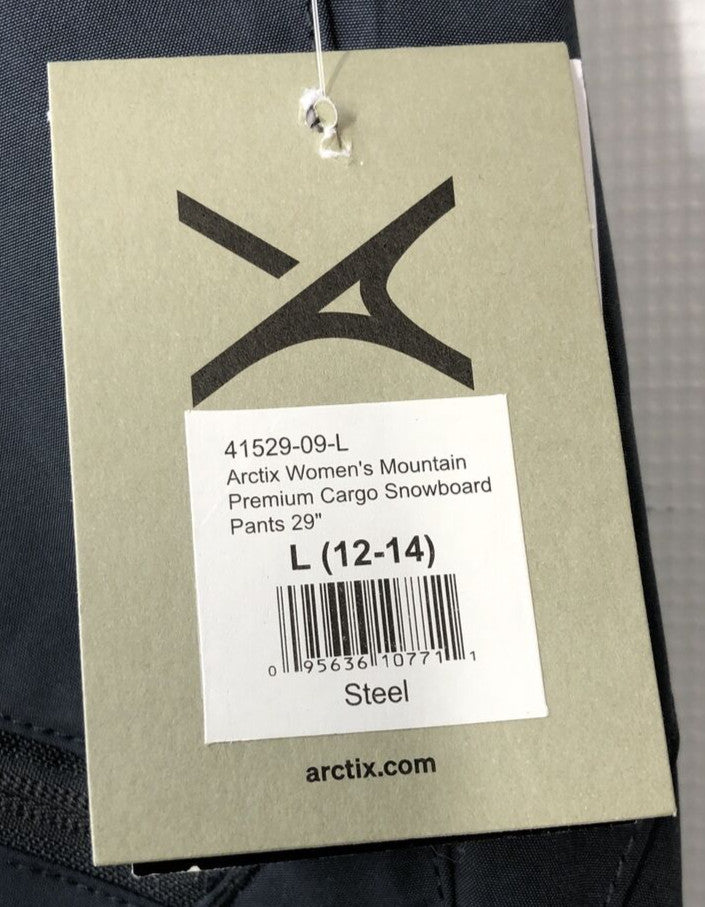 41529-09-L
Arctix Women's Mountain
Premium Cargo Snowboard
Pants 29"
L (12-14)
0 95636 10771 1
Steel
arctix.com